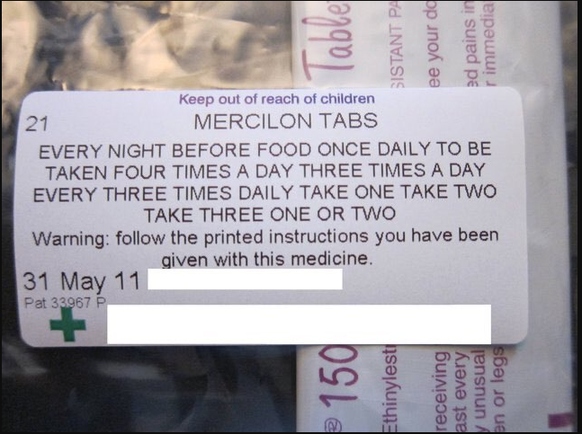 Keep out of reach of children
21
MERCILON TABS
EVERY NIGHT BEFORE FOOD ONCE DAILY TO BE
TAKEN FOUR TIMES A DAY THREE TIMES A DAY
EVERY THREE TIMES DAILY TAKE ONE TAKE TWO
TAKE THREE ONE OR TWO
Warning: follow the printed instructions you have been
given with this medicine.
31 May 11
Pat 33967 P
150
Ethinylest
receiving
y unusual
en or legs
Table
ee your do
ed pains in
r immedia